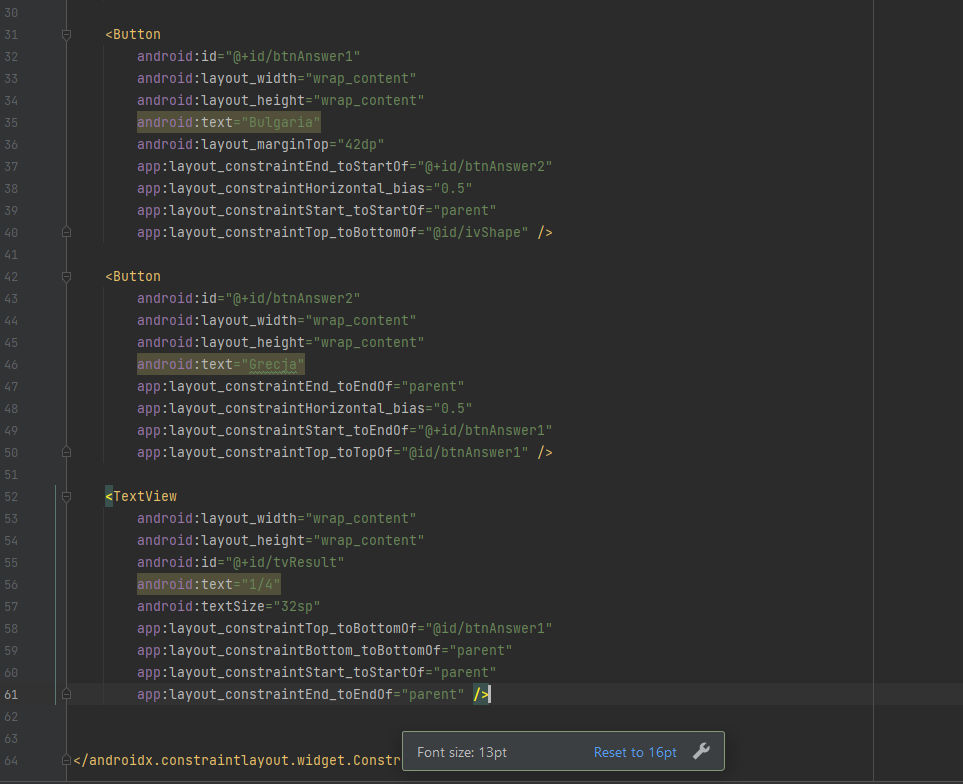 30
31 <Button
32 android:id="@+id/btnAnswer1"
33 android:layout_width="wrap_content"
34 android:layout_height="wrap_content"
35 android:text="Bulgaria"
36 android:layout_marginTop="42dp"
37 app:layout_constraintEnd_toStartOf="@+id/btnAnswer2"
38 app:layout_constraintHorizontal_bias="0.5"
39 app:layout_constraintStart_toStartOf="parent"
40 app:layout_constraintTop_toBottomOf="@id/ivShape" />
41
42 <Button
43 android:id="@+id/btnAnswer2"
44 android:layout_width="wrap_content"
45 android:layout_height="wrap_content"
46 android:text="Grecja"
47 app:layout_constraintEnd_toEndOf="parent"
48 app:layout_constraintHorizontal_bias="0.5"
49 app:layout_constraintStart_toEndOf="@+id/btnAnswer1"
50 app:layout_constraintTop_toTopOf="@id/btnAnswer1" />
51
52 <TextView
53 android:layout_width="wrap_content"
54 android:layout_height="wrap_content"
55 android:id="@+id/tvResult"
56 android:text="1/4"
57 android:textSize="32sp"
58 app:layout_constraintTop_toBottomOf="@id/btnAnswer1"
59 app:layout_constraintBottom_toBottomOf="parent"
60 app:layout_constraintStart_toStartOf="parent"
61 app:layout_constraintEnd_toEndOf="parent" />
62
63
64 </androidx.constraintlayout.widget.Constr
Font size: 13pt Reset to 16pt